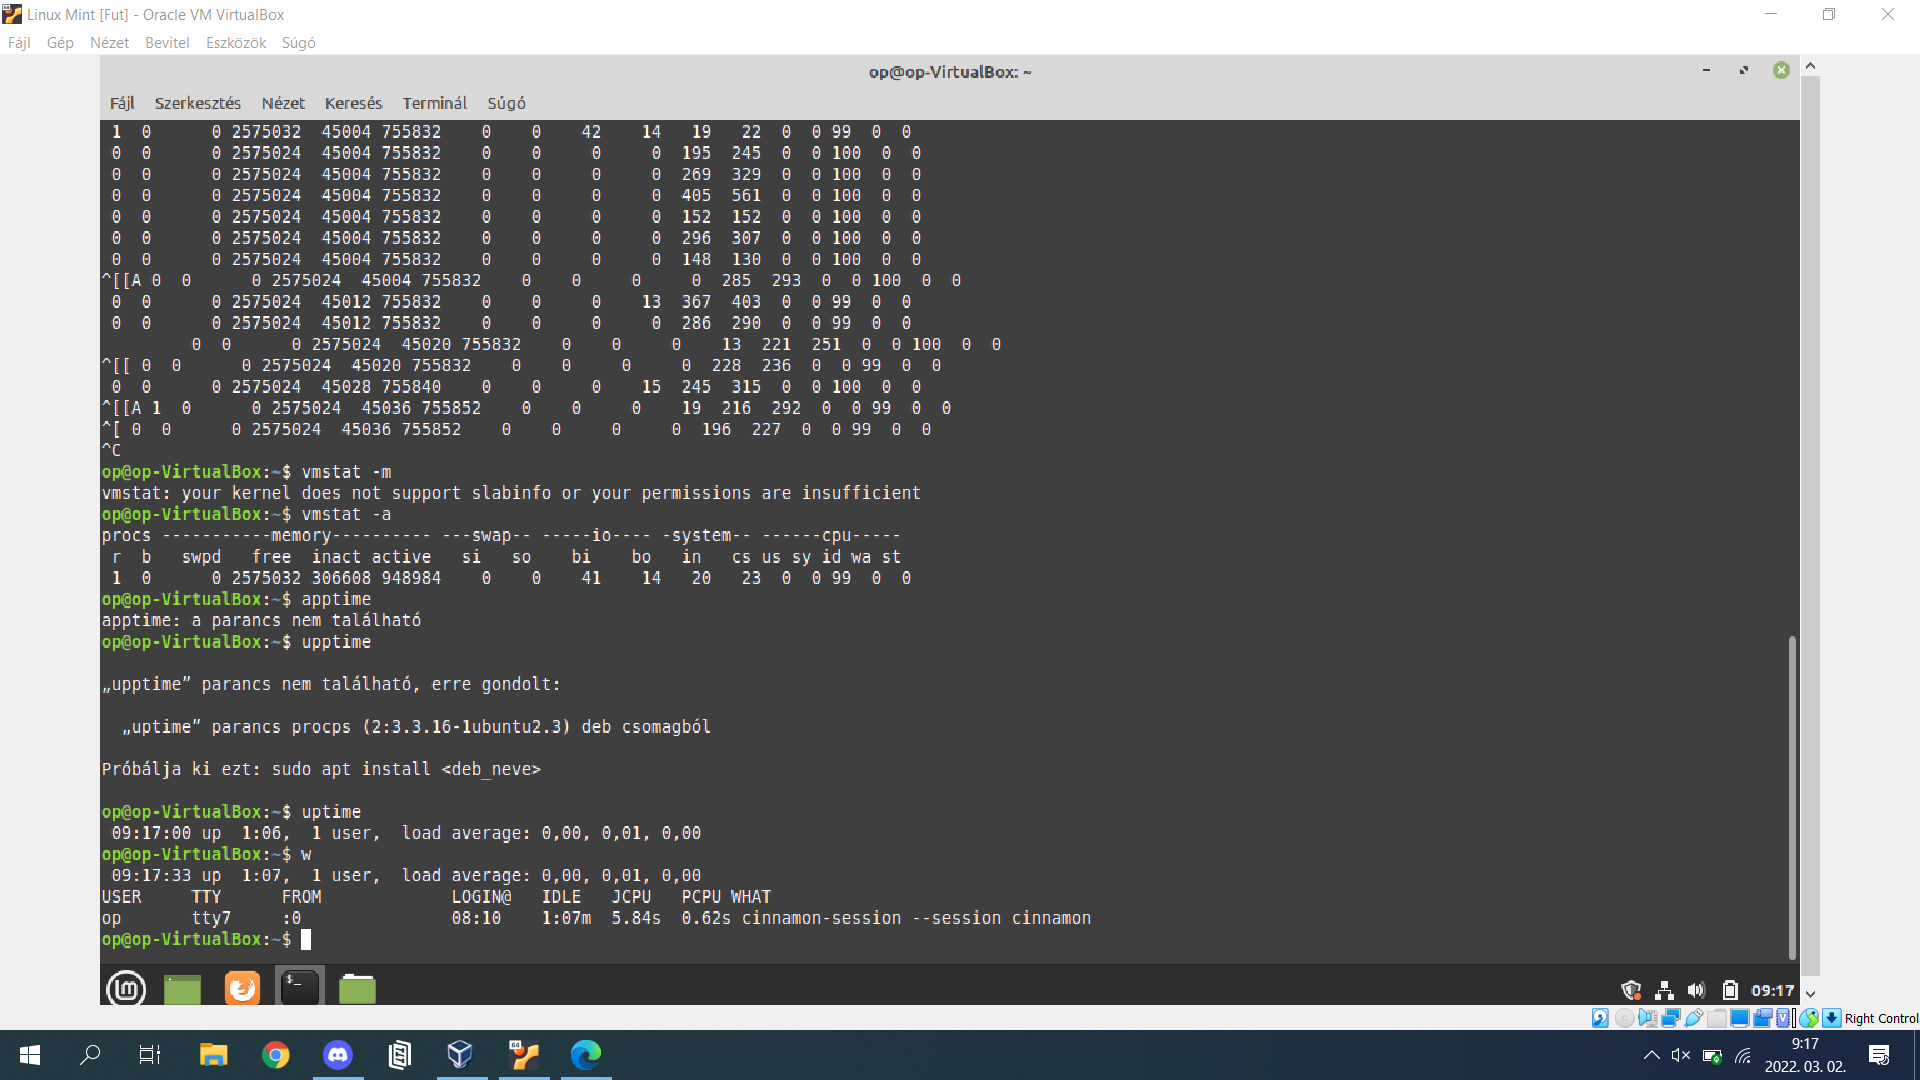 Linux Mint [Fut] - Oracle VM VirtualBox
Fájl Gép Nézet Bevitel Eszközök Súgó
op@op-VirtualBox: ~
Fájl Szerkesztés Nézet Keresés Terminál Súgó
1 0 0 2575032 45004 755832 0 0 42 14 19 22 0 0 99 0 0
0 0 0 2575024 45004 755832 0 0 0 0 195 245 0 0 100 0 0
0 0 0 2575024 45004 755832 0 0 0 0 269 329 0 0 100 0 0
0 0 0 2575024 45004 755832 0 0 0 0 405 561 0 0 100 0 0
0 0 0 2575024 45004 755832 0 0 0 0 152 152 0 0 100 0 0
0 0 0 2575024 45004 755832 0 0 0 0 296 307 0 0 100 0 0
0 0 0 2575024 45004 755832 0 0 0 0 148 130 0 0 100 0 0
^[[A 0 0 0 2575024 45004 755832 0 0 0 0 285 293 0 0 100 0 0
0 0 0 2575024 45012 755832 0 0 0 13 367 403 0 0 99 0 0
0 0 0 2575024 45012 755832 0 0 0 0 286 290 0 0 99 0 0
0 0 0 2575024 45020 755832 0 0 0 13 221 251 0 0 100 0 0
^[[ 0 0 0 2575024 45020 755832 0 0 0 0 228 236 0 0 99 0 0
0 0 0 2575024 45028 755840 0 0 0 15 245 315 0 0 100 0 0
^[[A 1 0 0 2575024 45036 755852 0 0 0 19 216 292 0 0 99 0 0
^[ 0 0 0 2575024 45036 755852 0 0 0 0 196 227 0 0 99 0 0
^C
op@op-VirtualBox:~$ vmstat -m
vmstat: your kernel does not support slabinfo or your permissions are insufficient
op@op-VirtualBox:~$ vmstat -a
procs -----------memory---------- ---swap-- -----io---- -system-- ------cpu-----
r b swpd free inact active si so bi bo in cs us sy id wa st
1 0 0 2575032 306608 948984 0 0 41 14 20 23 0 0 99 0 0
op@op-VirtualBox:~$ apptime
apptime: a parancs nem található
op@op-VirtualBox:~$ upptime
„upptime” parancs nem található, erre gondolt:
„uptime” parancs procps (2:3.3.16-1ubuntu2.3) deb csomagból
Próbálja ki ezt: sudo apt install <deb_neve>
op@op-VirtualBox:~$ uptime
09:17:00 up 1:06, 1 user, load average: 0,00, 0,01, 0,00
op@op-VirtualBox:~$ w
09:17:33 up 1:07, 1 user, load average: 0,00, 0,01, 0,00
USER TTY FROM LOGIN@ IDLE JCPU PCPU WHAT
op tty7 :0 08:10 1:07m 5.84s 0.62s cinnamon-session --session cinnamon
op@op-VirtualBox:~$
09:17
Right Control
9:17
2022. 03. 02.